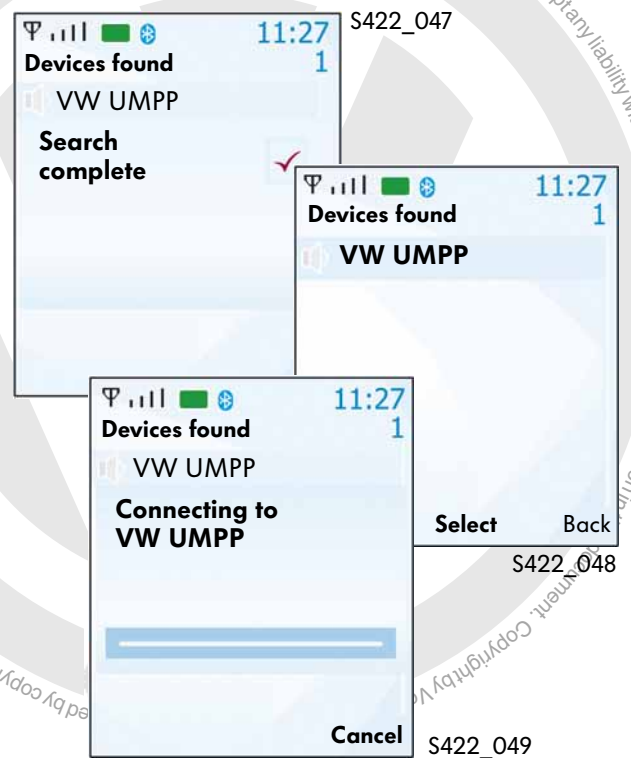 S422_047
11:27
Devices found
1
VW UMPP
Search
complete
11:27
Devices found
1
VW UMPP
Select Back
S422_048
11:27
Devices found
1
VW UMPP
Connecting to
VW UMPP
Cancel
S422_049